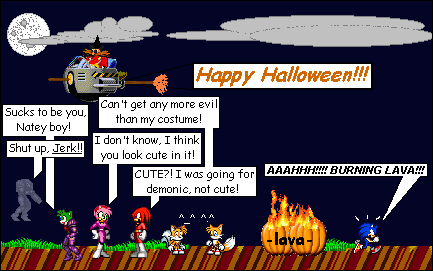 Happy Halloween!!!
Can't get any more evil
than my costume!
Sucks to be you,
Natey boy!
Shut up, Jerk!!
I don't know, I think
you look cute in it!
CUTE?! I was going for
demonic, not cute!
^_^ ^_^
AAAHHH!!!! BURNING LAVA!!!
-lava-